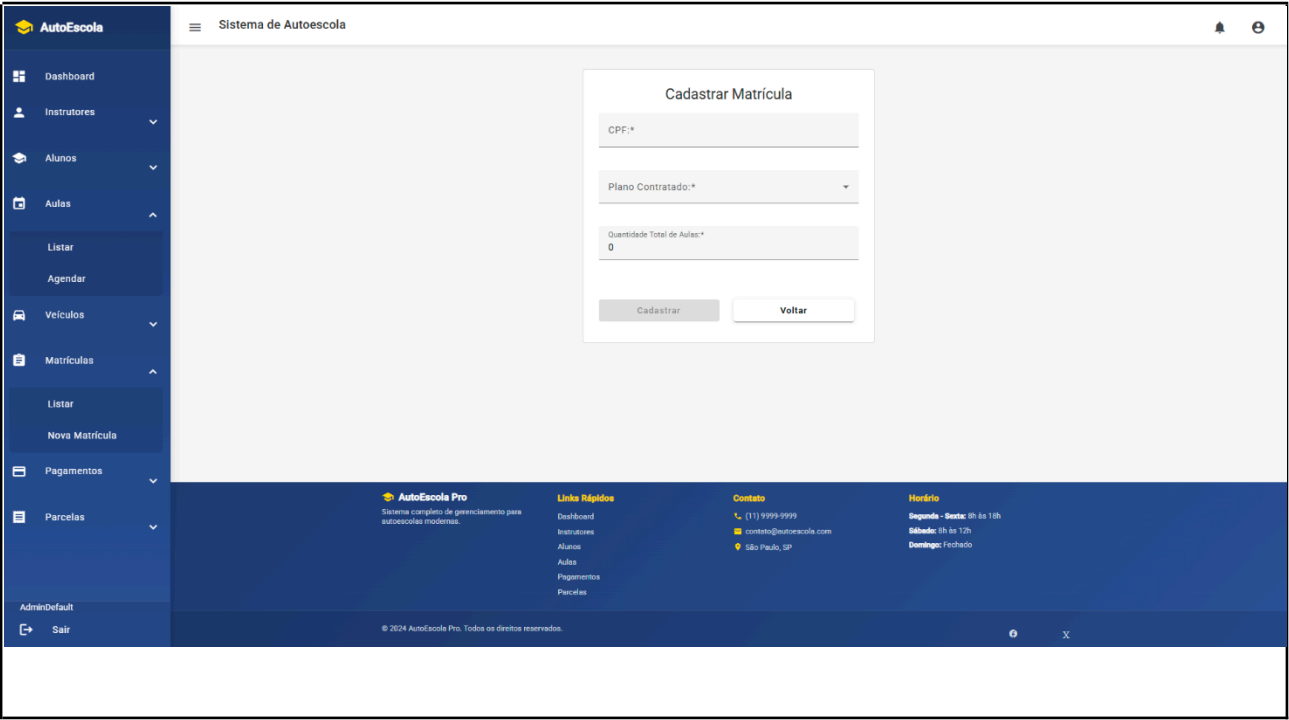 AutoEscola
Sistema de Autoescola
Dashboard
Instrutores
Alunos
Aulas
Listar
Agendar
Veículos
Matrículas
Listar
Nova Matrícula
Pagamentos
Parcelas
AdminDefault
Sair
Cadastrar Matrícula
CPF:*
Plano Contratado:*
Quantidade Total de Aulas:*
0
Cadastrar
Voltar
AutoEscola Pro
Sistema completo de gerenciamento para
autoescolas modernas.
Links Rápidos
Dashboard
Instrutores
Alunos
Aulas
Pagamentos
Parcelas
Contato
(11) 9999-9999
contato@autoescola.com
São Paulo, SP
Horário
Segunda - Sexta: 8h às 18h
Sábado: 8h às 12h
Domingo: Fechado
© 2024 AutoEscola Pro. Todos os direitos reservados.
X